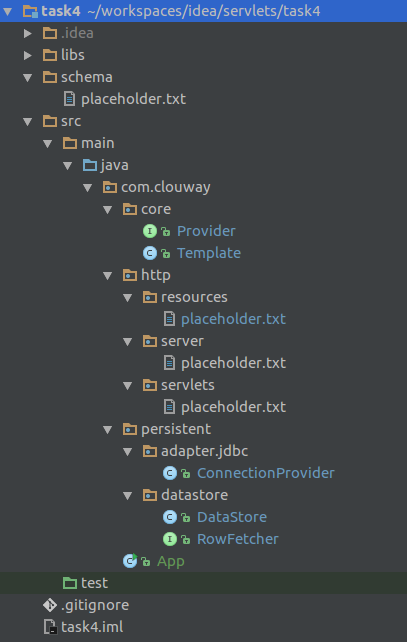 task4 ~/workspaces/idea/servlets/task4
.idea
libs
schema
placeholder.txt
src
main
java
com.clouway
core
I Provider
C Template
http
resources
placeholder.txt
server
placeholder.txt
servlets
placeholder.txt
persistent
adapter.jdbc
C ConnectionProvider
datastore
C DataStore
I RowFetcher
C App
test
.gitignore
task4.iml